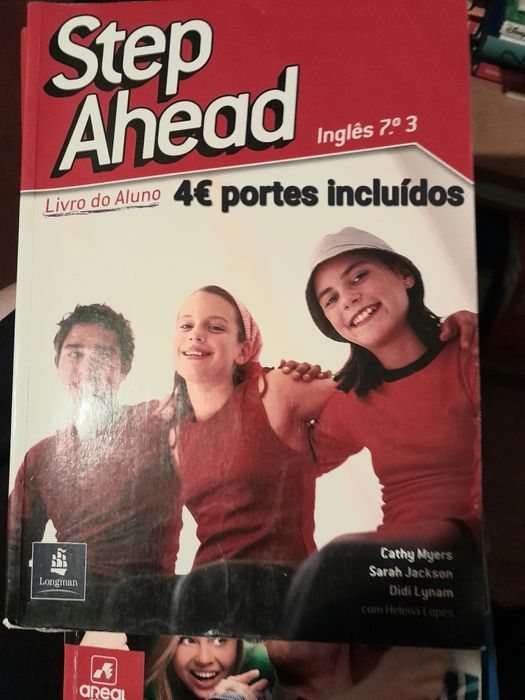 Step
Ahead
Inglês 7.º 3
Livro do Aluno
4€ portes incluídos
Cathy Myers
Sarah Jackson
Didi Lynam
com Helena Lopes
Longman
AREAL